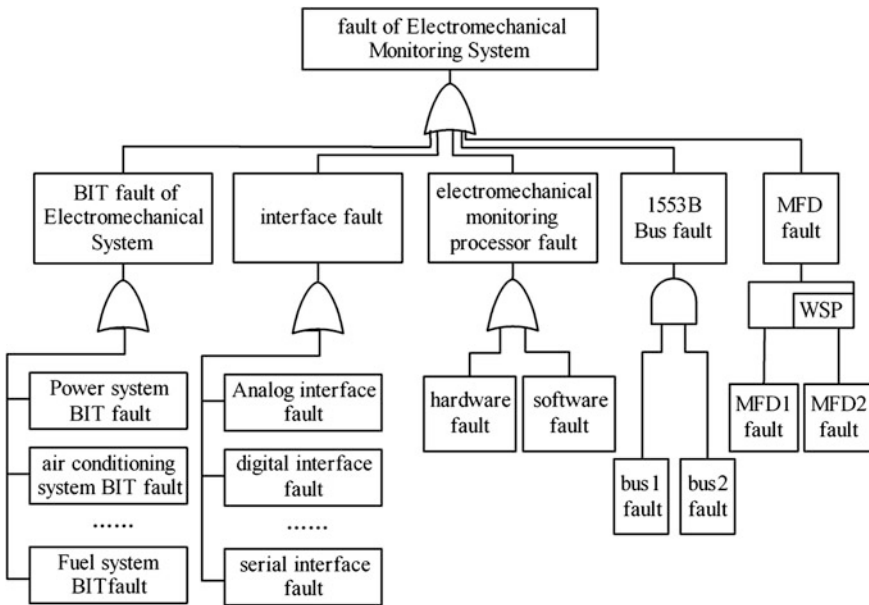 fault of Electromechanical
Monitoring System
BIT fault of
Electromechanical
System
interface fault
electromechanical
monitoring
processor fault
1553B
Bus fault
MFD
fault
WSP
Power system
BIT fault
air conditioning
system BIT fault
......
Fuel system
BITfault
Analog interface
fault
digital interface
fault
......
serial interface
fault
hardware
fault
software
fault
bus1
fault
bus2
fault
MFD1
fault
MFD2
fault